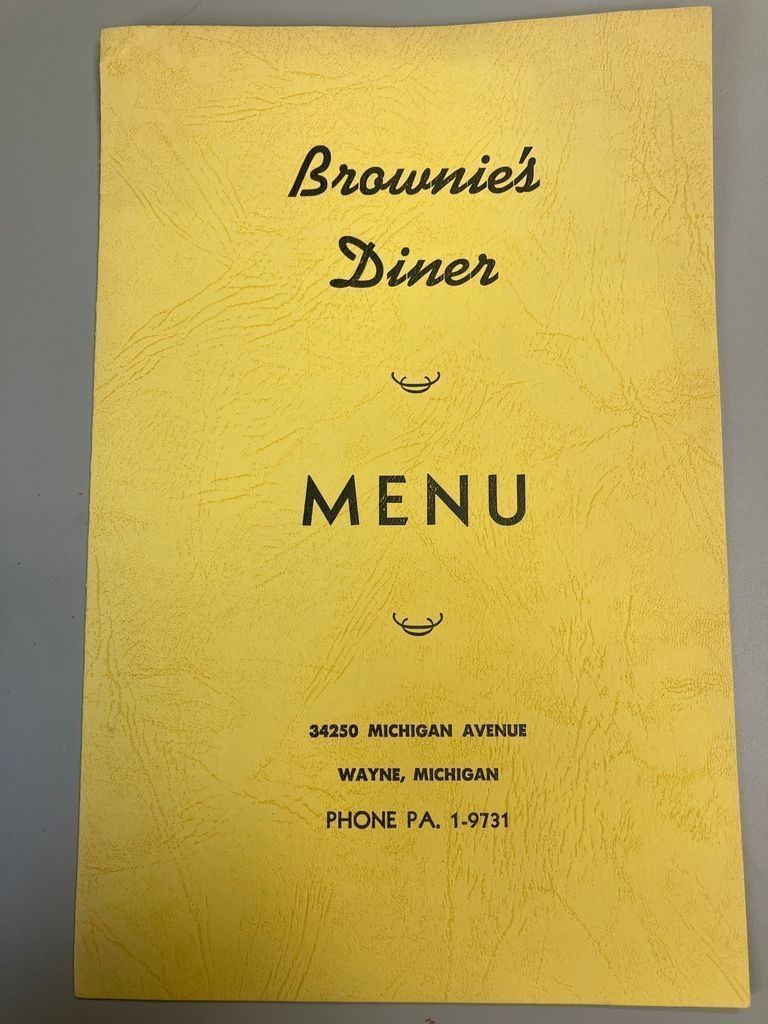 Brownie's
Diner
MENU
34250 MICHIGAN AVENUE
WAYNE, MICHIGAN
PHONE PA. 1-9731